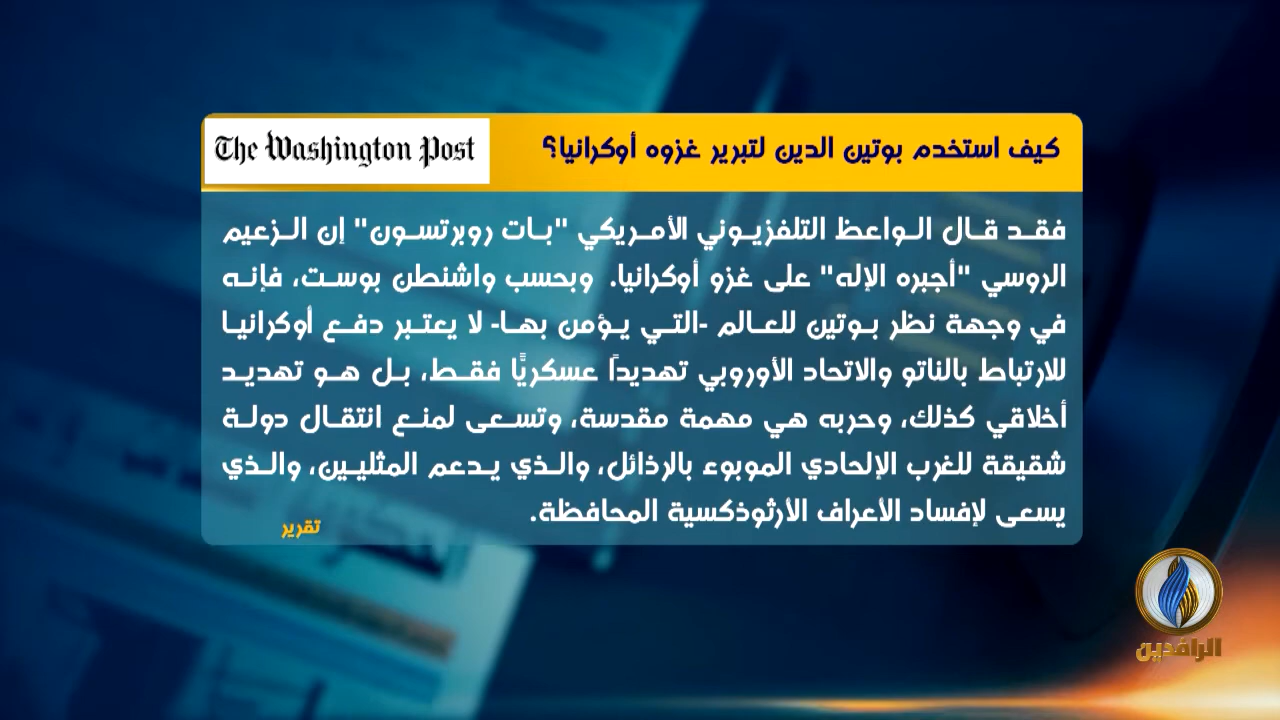 كيف استخدم بوتين الدين لتبرير غزوه أوكرانيا؟
The Washington Post
فقد قال الواعظ التلفزيوني الأمريكي "بات روبرتسون" إن الزعيم
الروسي "أجبره الإله" على غزو أوكرانيا. وبحسب واشنطن بوست، فإنه
في وجهة نظر بوتين للعالم -التي يؤمن بها- لا يعتبر دفع أوكرانيا
للارتباط بالناتو والاتحاد الأوروبي تهديداً عسكريًّا فقط، بل هو تهديد
أخلاقي كذلك، وحربه هي مهمة مقدسة، وتسعى لمنع انتقال دولة
شقيقة للغرب الإلحادي الموبوء بالرذائل، والذي يدعم المثليين، والذي
يسعى لإفساد الأعراف الأرثوذكسية المحافظة.
تقرير
الرافدين